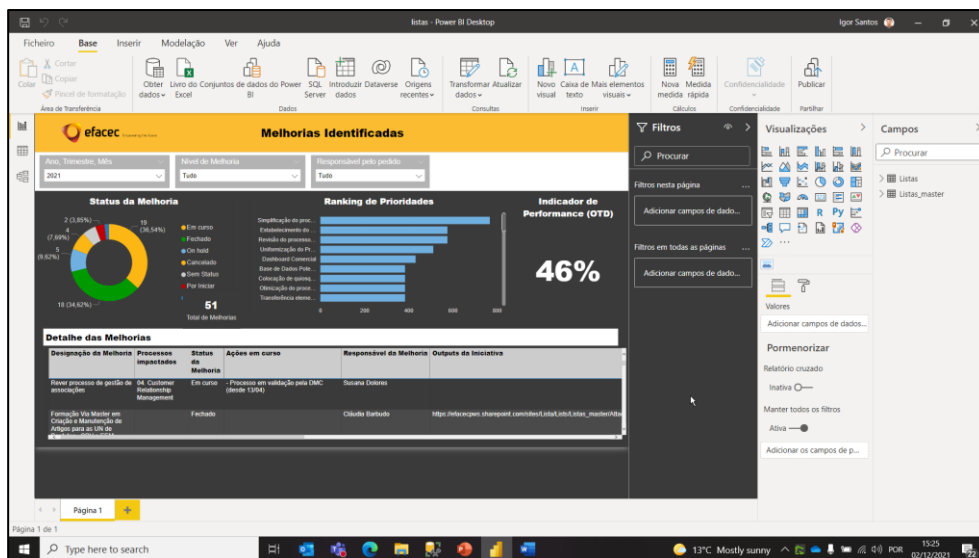 listas - Power BI Desktop
Igor Santos
Ficheiro Base Inserir Modelação Ver Ajuda
Colar
Cortar
Copiar
Pincel de formatação
Área de Transferência
Obter dados
Livro do Excel
Conjuntos de dados do Power BI
SQL Server
Introduzir dados
Dataverse
Origens recentes
Dados
Transformar dados
Atualizar
Consultas
Novo visual
Caixa de texto
Mais elementos visuais
Inserir
Nova medida
Medida rápida
Cálculos
Confidencialidade
Confidencialidade
Publicar
Partilhar
efacec
Melhorias Identificadas
Ano, Trimestre, Mês
2021
Nível de Melhoria
Tudo
Responsável pelo pedido
Tudo
Status da Melhoria
2 (3,85%)
4 (7,69%)
5 (9,62%)
18 (34,62%)
19 (36,54%)
Em curso
Fechado
On hold
Cancelado
Sem Status
Por Iniciar
51
Total de Melhorias
Ranking de Prioridades
Simplificação do proc...
Estabelecimento do ...
Revisão do processo...
Uniformização do Pr...
Dashboard Comercial
Base de Dados Pote...
Colocação de quiosq...
Otimização do proce...
Transferência eleme...
0 200 400 600 800
Indicador de
Performance (OTD)
46%
Detalhe das Melhorias
Designação da Melhoria
Processos impactados
Status da Melhoria
Ações em curso
Responsável da Melhoria
Outputs da Iniciativa
Rever processo de gestão de associações
04. Customer Relationship Management
Em curso
- Processo em validação pela DMC (desde 13/04)
Susana Dolores
Formação Via Master em
Criação e Manutenção de
Artigos para as UN de
Fechado
Cláudia Barbudo
https://efacecpws.sharepoint.com/sites/Lista/Lists/Listas_master/Atta
Filtros
Procurar
Filtros nesta página ...
Adicionar campos de dado...
Filtros em todas as páginas ...
Adicionar campos de dado...
Visualizações
R Py
Valores
Adicionar campos de dados...
Pormenorizar
Relatório cruzado
Inativa
Manter todos os filtros
Ativa
Adicionar os campos de p...
Campos
Procurar
Listas
Listas_master
Página 1
Página 1 de 1
Type here to search
13°C Mostly sunny
POR
15:25
02/12/2021
22